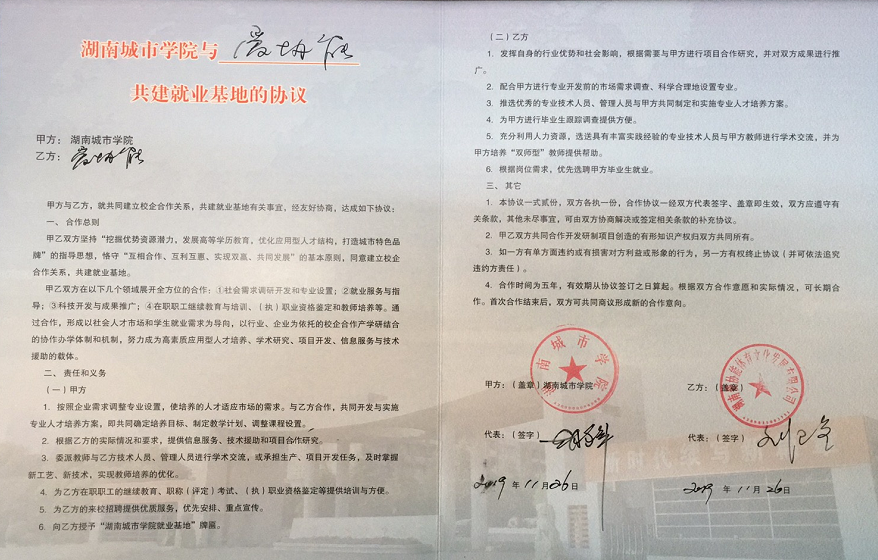 湖南城市学院与
共建就业基地的协议
甲方： 湖南城市学院
乙方：
甲方与乙方，就共同建立校企合作关系，共建就业基地有关事宜，经友好协商，达成如下协议：
一、 合作总则
甲乙双方坚持“挖掘优势资源潜力，发展高等学历教育，优化应用型人才结构，打造城市特色品
牌”的指导思想，恪守“互相合作、互利互惠、实现双赢、共同发展”的基本原则，同意建立校企
合作关系，共建就业基地。
甲乙双方在以下几个领域展开全方位的合作：①社会需求调研开发和专业设置；②就业服务与指
导；③科技开发与成果推广；④在职职工继续教育与培训、（执）职业资格鉴定和教师培养等。通
过合作，形成以社会人才市场和学生就业需求为导向，以行业、企业为依托的校企合作产学研结合
的协作办学体制和机制，努力成为高素质应用型人才培养、学术研究、项目开发、信息服务与技术
援助的载体。
二、 责任和义务
（一）甲方
1. 按照企业需求调整专业设置，使培养的人才适应市场的需求。与乙方合作，共同开发与实施
专业人才培养方案，即共同确定培养目标、制定教学计划、调整课程设置。
2. 根据乙方的实际情况和要求，提供信息服务、技术援助和项目合作研究。
3. 委派教师与乙方技术人员、管理人员进行学术交流，或承担生产、项目开发任务，及时掌握
新工艺、新技术，实现教师培养的优化。
4. 为乙方在职职工的继续教育、职称（评定）考试、（执）职业资格鉴定等提供培训与方便。
5. 为乙方的来校招聘提供优质服务，优先安排、重点宣传。
6. 向乙方授予“湖南城市学院就业基地”牌匾。
（二）乙方
1. 发挥自身的行业优势和社会影响，根据需要与甲方进行项目合作研究，并对双方成果进行推
广。
2. 配合甲方进行专业开发前的市场需求调查、科学合理地设置专业。
3. 推选优秀的专业技术人员、管理人员与甲方共同制定和实施专业人才培养方案。
4. 为甲方进行毕业生跟踪调查提供方便。
5. 充分利用人力资源，选送具有丰富实践经验的专业技术人员与甲方教师进行学术交流，并为
甲方培养“双师型”教师提供帮助。
6. 根据岗位需求，优先选聘甲方毕业生就业。
三、 其它
1. 本协议一式贰份，双方各执一份，合作协议一经双方代表签字、盖章即生效，双方应遵守有
关条款，其他未尽事宜，可由双方协商解决或签定相关条款的补充协议。
2. 甲乙双方共同合作开发研制项目创造的有形知识产权归双方共同所有。
3. 如一方有单方面违约或有损害对方利益或形象的行为，另一方有权终止协议（并可依法追究
违约方责任）。
4. 合作时间为五年，有效期从协议签订之日算起。根据双方合作意愿和实际情况，可长期合
作。首次合作结束后，双方可共同商议形成新的合作意向。
湖南城市学院
甲方：（盖章）湖南城市学院
乙方：（盖章）
代表：（签字）
代表：（签字）
2019 年 11 月 26 日
2019 年 11 月 26 日